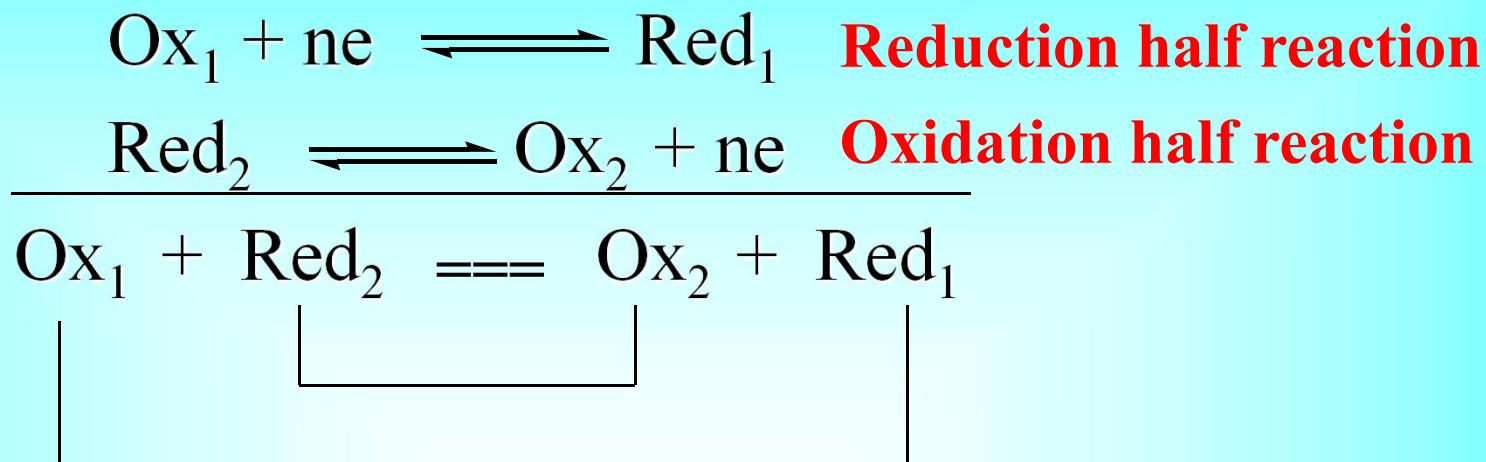 Ox₁ + ne ⇌ Red₁ Reduction half reaction
Red₂ ⇌ Ox₂ + ne Oxidation half reaction
Ox₁ + Red₂ === Ox₂ + Red₁